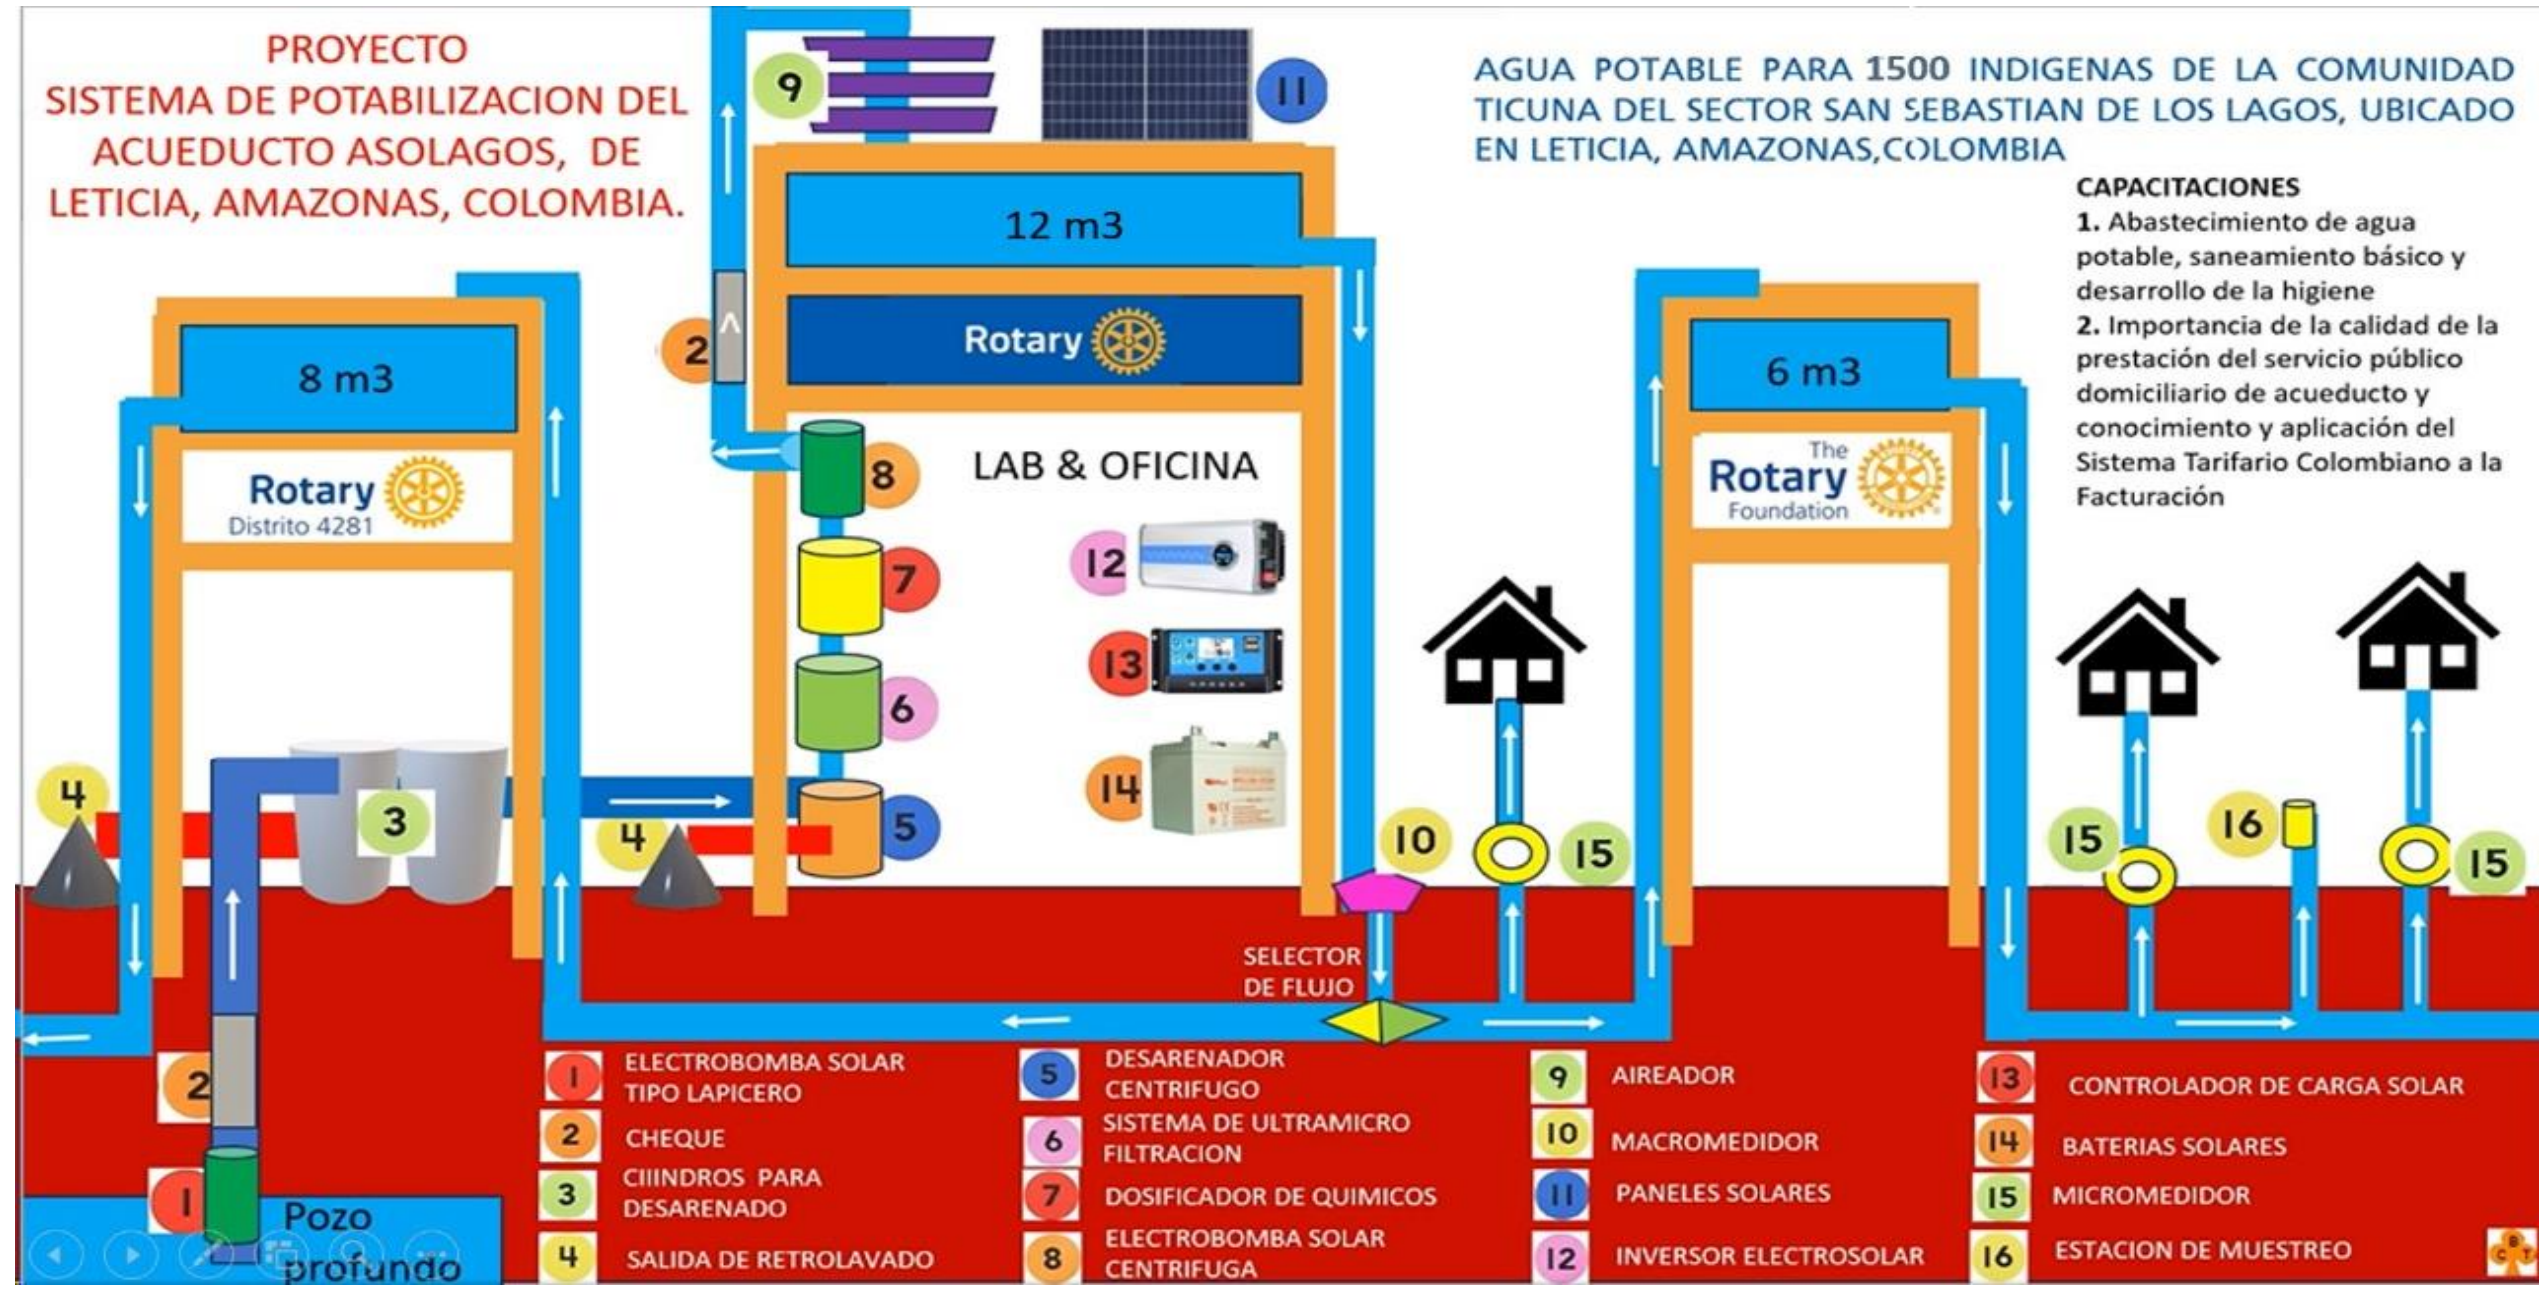 PROYECTO
SISTEMA DE POTABILIZACION DEL
ACUEDUCTO ASOLAGOS, DE
LETICIA, AMAZONAS, COLOMBIA.
9
11
AGUA POTABLE PARA 1500 INDIGENAS DE LA COMUNIDAD
TICUNA DEL SECTOR SAN SEBASTIAN DE LOS LAGOS, UBICADO
EN LETICIA, AMAZONAS,COLOMBIA
CAPACITACIONES
1. Abastecimiento de agua
potable, saneamiento básico y
desarrollo de la higiene
2. Importancia de la calidad de la
prestación del servicio público
domiciliario de acueducto y
conocimiento y aplicación del
Sistema Tarifario Colombiano a la
Facturación
12 m3
Rotary
2
8 m3
Rotary
Distrito 4281
6 m3
The
Rotary
Foundation
LAB & OFICINA
8
7
6
5
12
13
14
4
3
4
10
15
15
16
15
SELECTOR
DE FLUJO
2
1
Pozo
profundo
1 ELECTROBOMBA SOLAR
TIPO LAPICERO
2 CHEQUE
3 CIIINDROS PARA
DESARENADO
4 SALIDA DE RETROLAVADO
5 DESARENADOR
CENTRIFUGO
6 SISTEMA DE ULTRAMICRO
FILTRACION
7 DOSIFICADOR DE QUIMICOS
8 ELECTROBOMBA SOLAR
CENTRIFUGA
9 AIREADOR
10 MACROMEDIDOR
11 PANELES SOLARES
12 INVERSOR ELECTROSOLAR
13 CONTROLADOR DE CARGA SOLAR
14 BATERIAS SOLARES
15 MICROMEDIDOR
16 ESTACION DE MUESTREO
B
C T